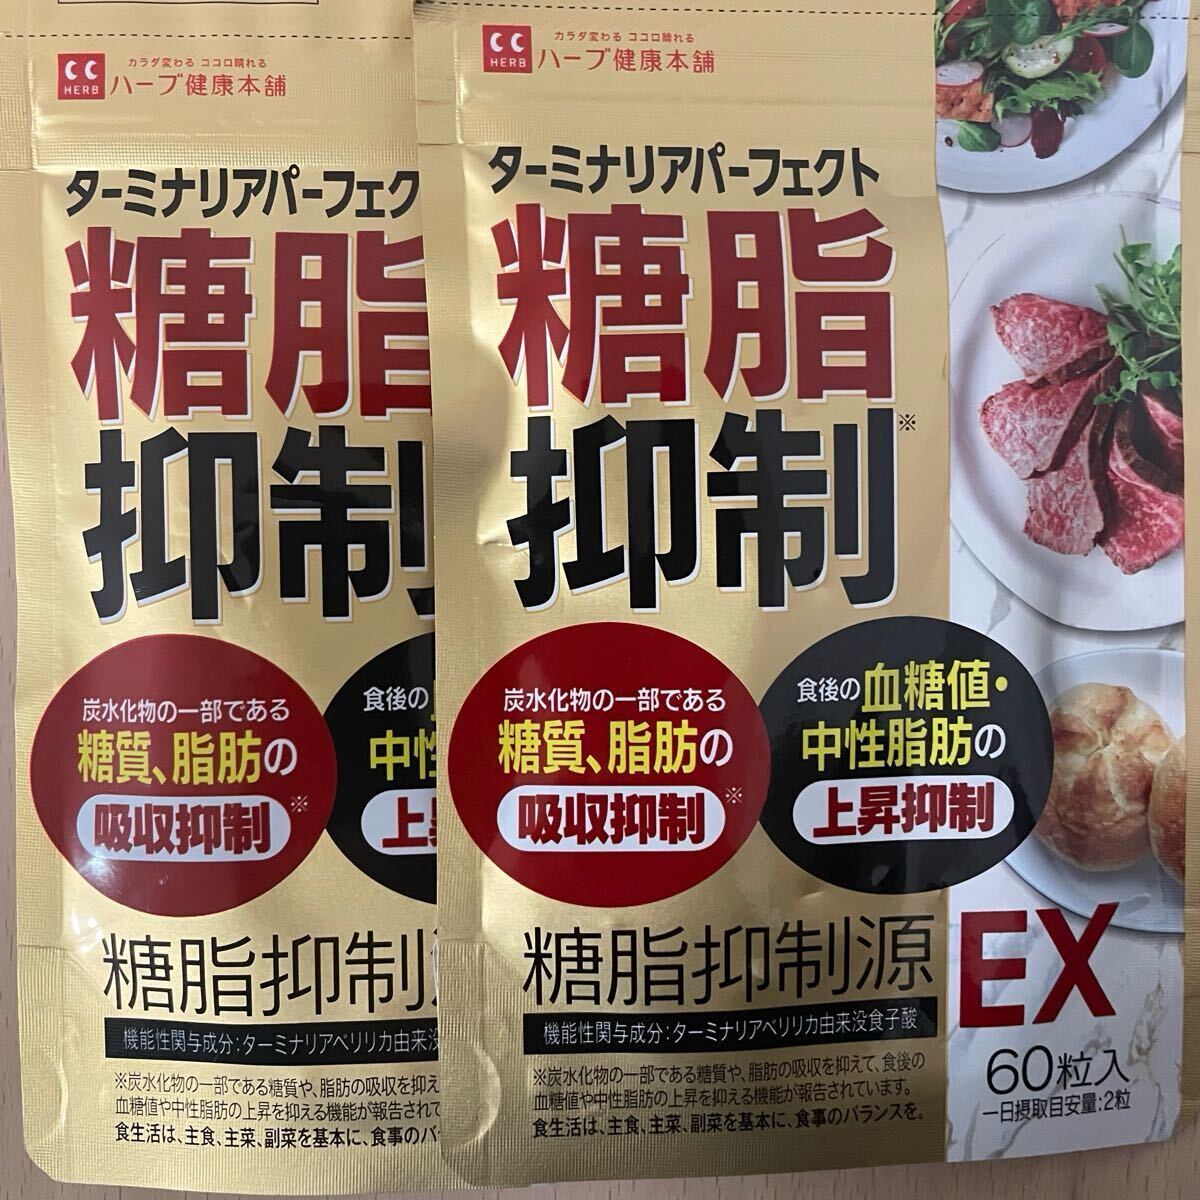 CC
HERB
カラダ変わる ココロ晴れる
ハーブ健康本舗
ターミナリアパーフェク
糖脂
抑制
炭水化物の一部である
糖質、脂肪の
吸収抑制※
食後の
中性
上昇
糖脂抑制
機能性関与成分:ターミナリアベリリカ由来没
※炭水化物の一部である糖質や、脂肪の吸収を抑え
血糖値や中性脂肪の上昇を抑える機能が報告されて
食生活は、主食、主菜、副菜を基本に、食事のバ
CC
HERB
カラダ変わる ココロ晴れる
ハーブ健康本舗
ターミナリアパーフェクト
糖脂
抑制※
炭水化物の一部である
糖質、脂肪の
吸収抑制※
食後の血糖値・
中性脂肪の
上昇抑制
糖脂抑制源
EX
機能性関与成分:ターミナリアベリリカ由来没食子酸
※炭水化物の一部である糖質や、脂肪の吸収を抑えて、食後の
血糖値や中性脂肪の上昇を抑える機能が報告されています。
食生活は、主食、主菜、副菜を基本に、食事のバランスを。
60粒入
一日摂取目安量:2粒